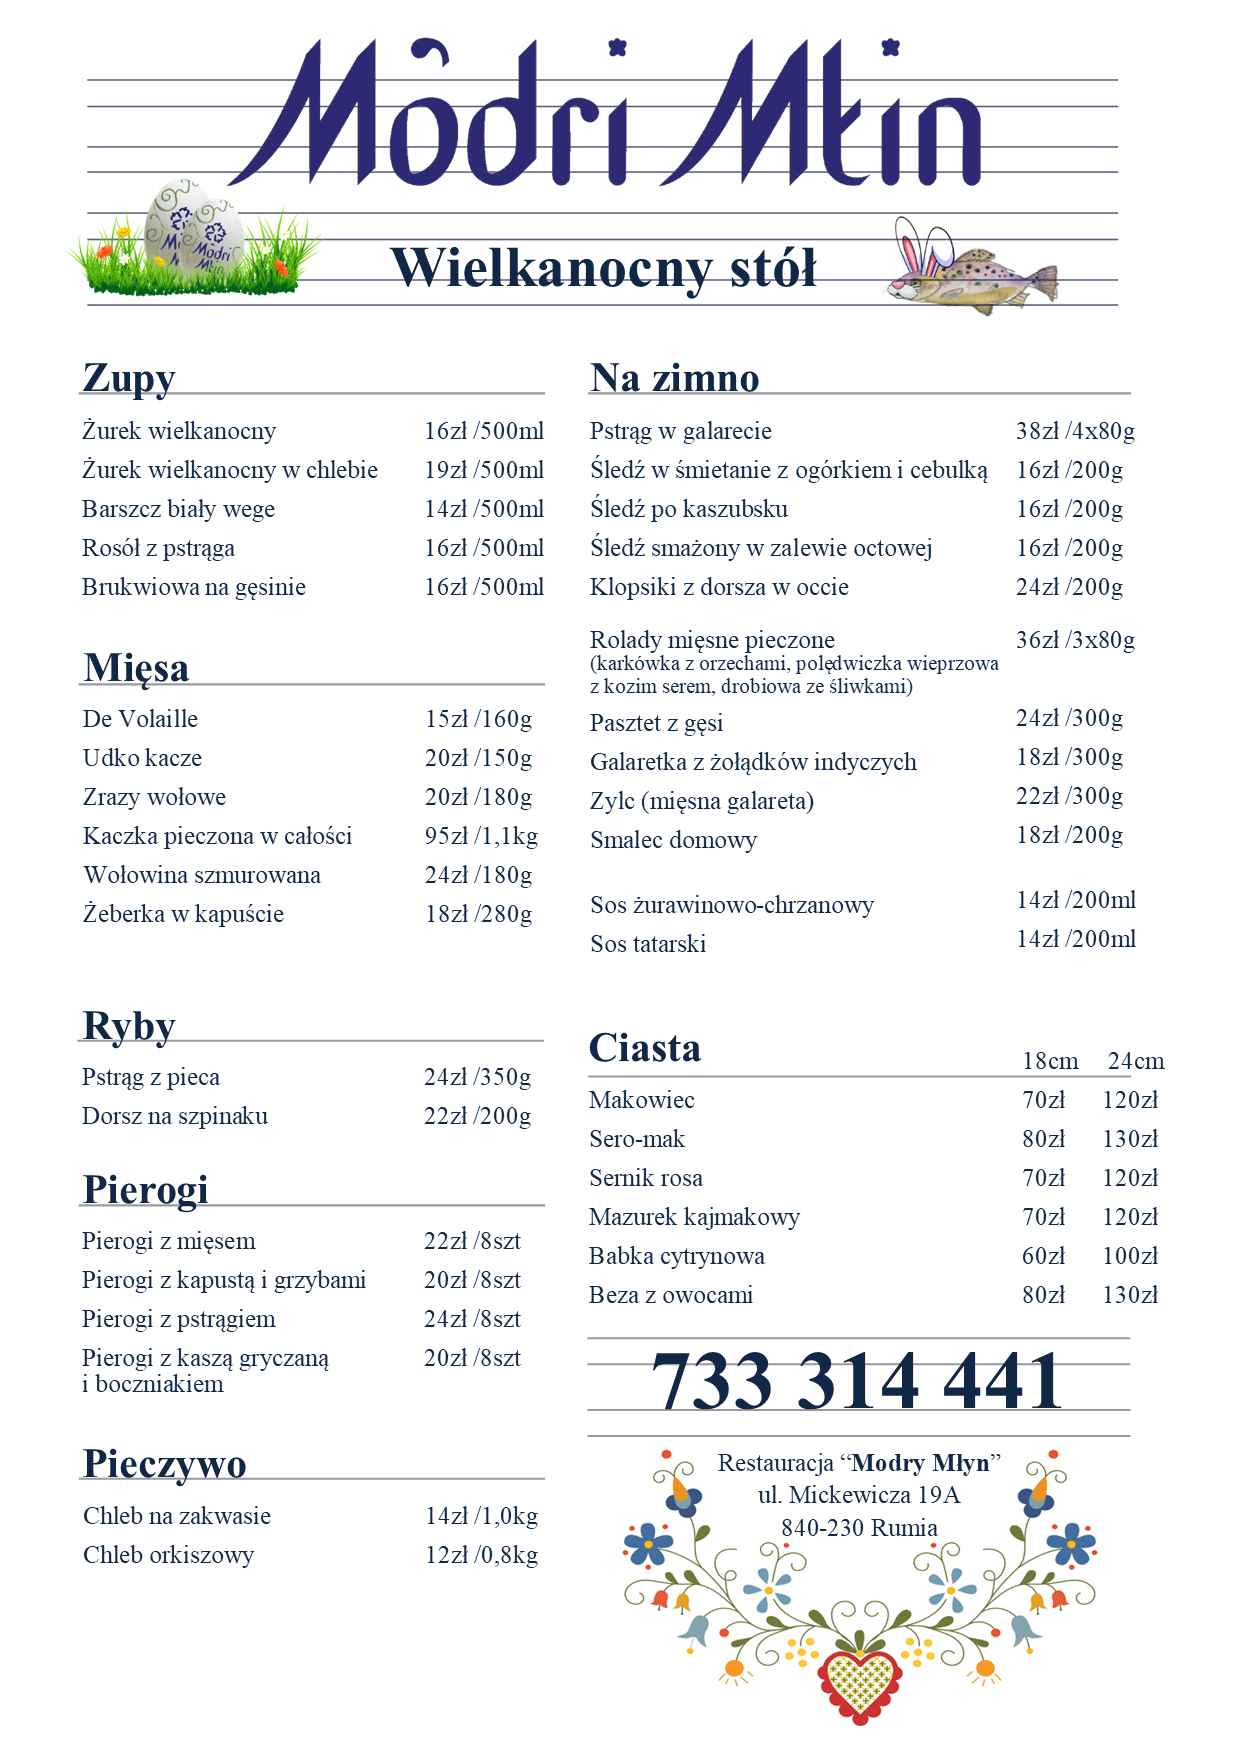 Mòdri Młin
Wielkanocny stół
Zupy
Żurek wielkanocny 16zł /500ml
Żurek wielkanocny w chlebie 19zł /500ml
Barszcz biały wege 14zł /500ml
Rosół z pstrąga 16zł /500ml
Brukwiowa na gęsinie 16zł /500ml
Mięsa
De Volaille 15zł /160g
Udko kacze 20zł /150g
Zrazy wołowe 20zł /180g
Kaczka pieczona w całości 95zł /1,1kg
Wołowina szmurowana 24zł /180g
Żeberka w kapuście 18zł /280g
Ryby
Pstrąg z pieca 24zł /350g
Dorsz na szpinaku 22zł /200g
Pierogi
Pierogi z mięsem 22zł /8szt
Pierogi z kapustą i grzybami 20zł /8szt
Pierogi z pstrągiem 24zł /8szt
Pierogi z kaszą gryczaną 20zł /8szt
i boczniakiem
Pieczywo
Chleb na zakwasie 14zł /1,0kg
Chleb orkiszowy 12zł /0,8kg
Na zimno
Pstrąg w galarecie 38zł /4x80g
Śledź w śmietanie z ogórkiem i cebulką 16zł /200g
Śledź po kaszubsku 16zł /200g
Śledź smażony w zalewie octowej 16zł /200g
Klopsiki z dorsza w occie 24zł /200g
Rolady mięsne pieczone 36zł /3x80g
(karkówka z orzechami, polędwiczka wieprzowa
z kozim serem, drobiowa ze śliwkami)
Pasztet z gęsi 24zł /300g
Galaretka z żołądków indyczych 18zł /300g
Zylc (mięsna galareta) 22zł /300g
Smalec domowy 18zł /200g
Sos żurawinowo-chrzanowy 14zł /200ml
Sos tatarski 14zł /200ml
Ciasta 18cm 24cm
Makowiec 70zł 120zł
Sero-mak 80zł 130zł
Sernik rosa 70zł 120zł
Mazurek kajmakowy 70zł 120zł
Babka cytrynowa 60zł 100zł
Beza z owocami 80zł 130zł
733 314 441
Restauracja “Modry Młyn”
ul. Mickewicza 19A
840-230 Rumia